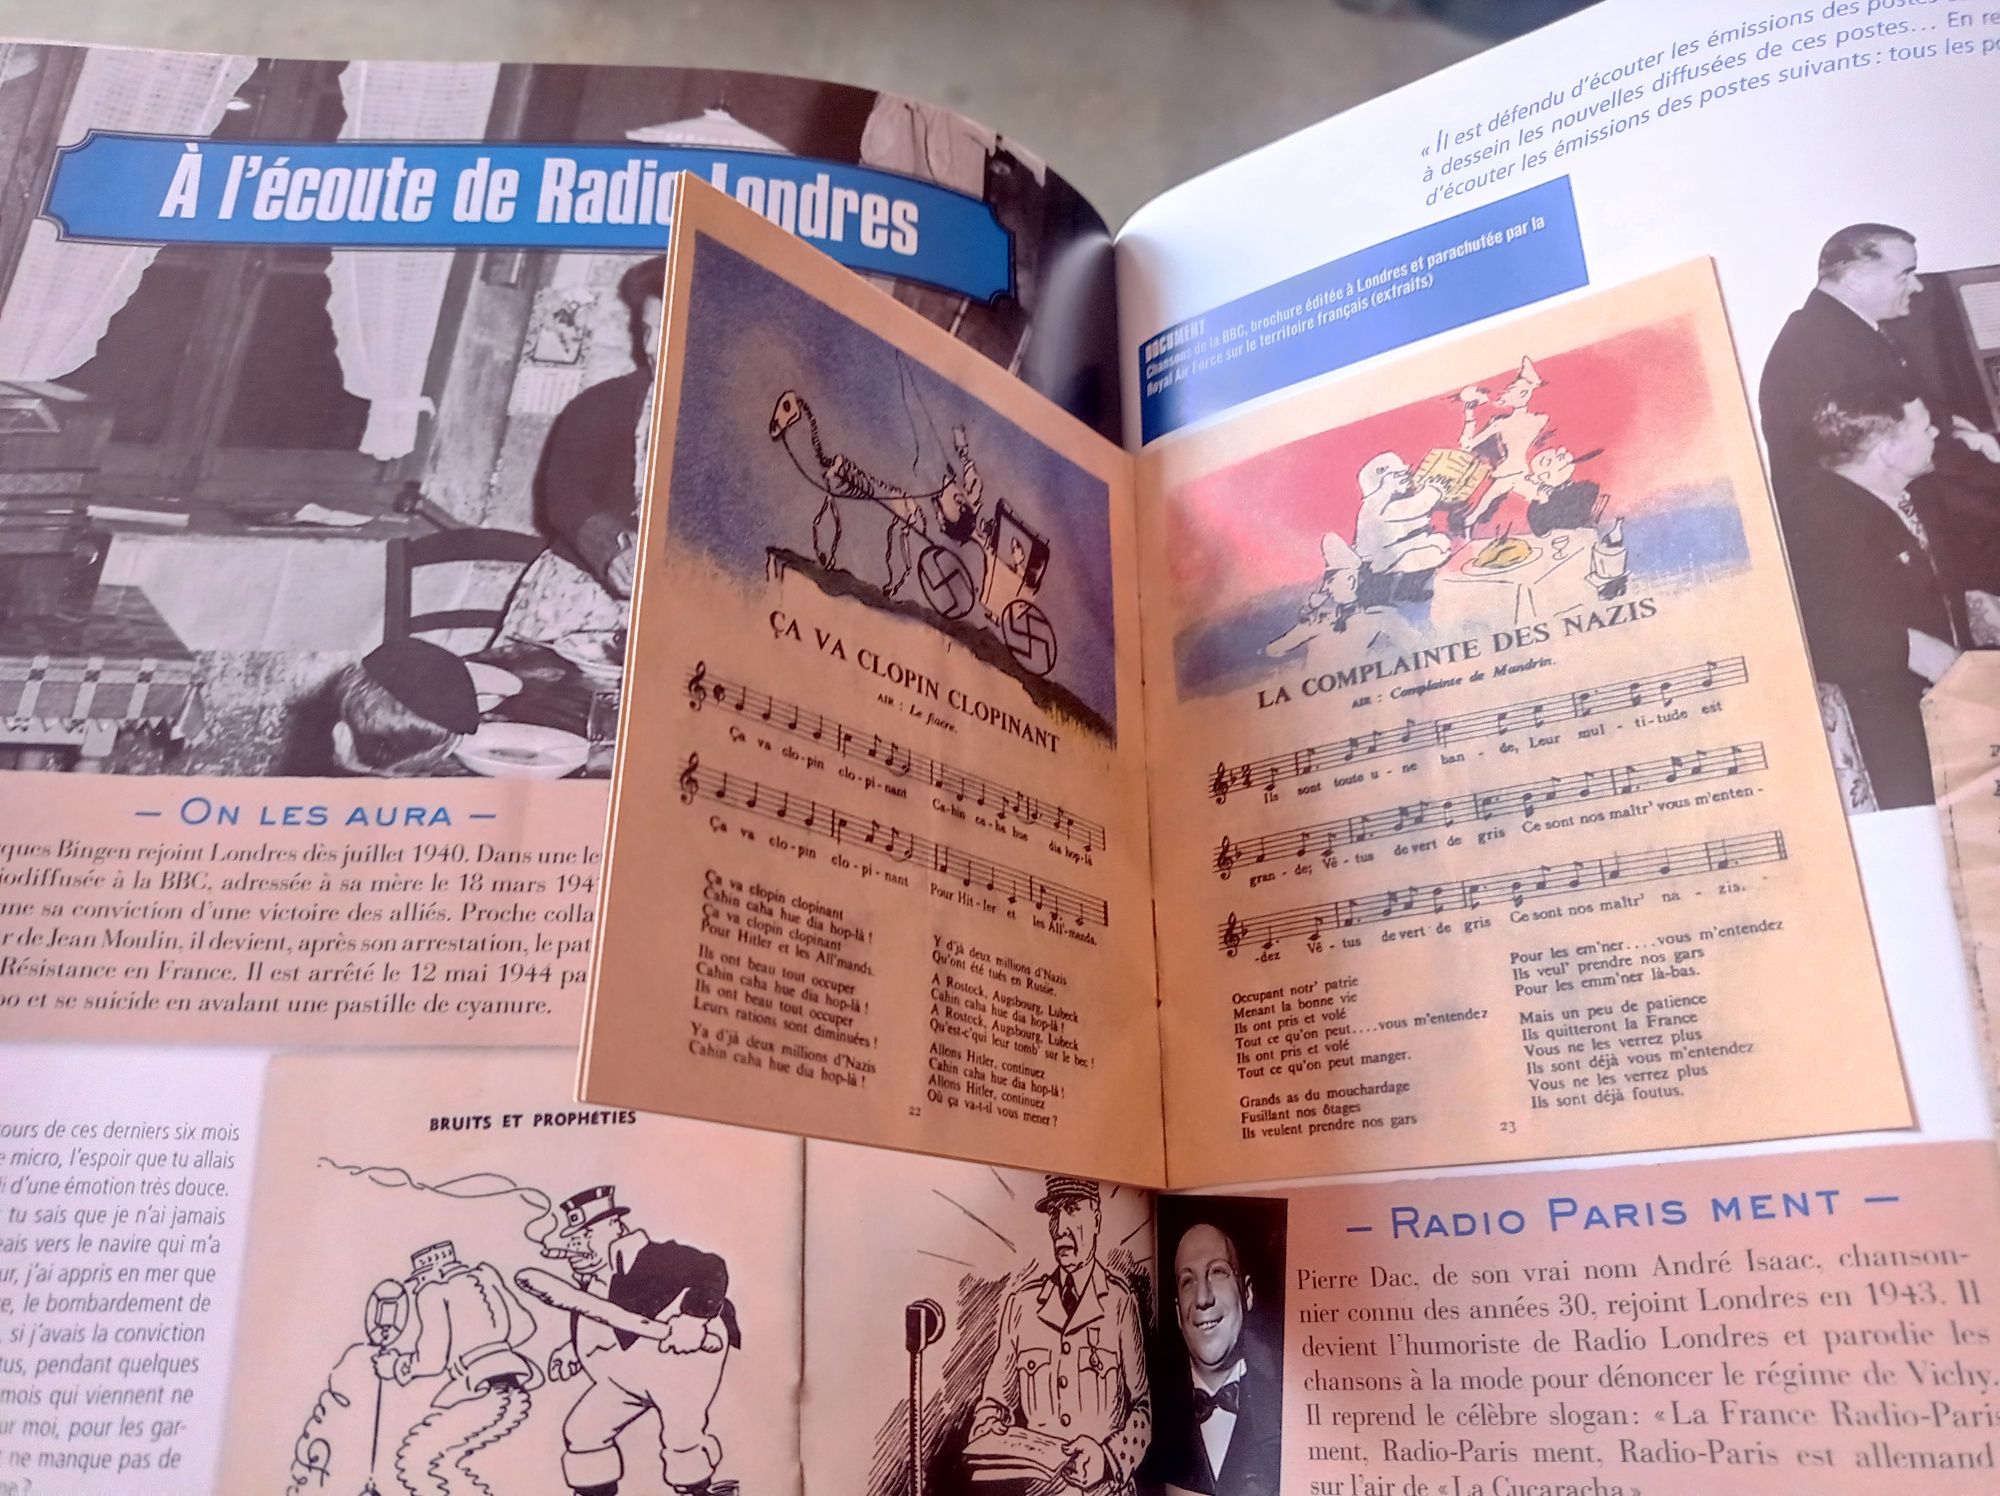 À l'écoute de Radio Londres
— ON LES AURA —
ques Bingen rejoint Londres dès juillet 1940. Dans une le
iodiffusée à la BBC, adressée à sa mère le 18 mars 194
me sa conviction d'une victoire des alliés. Proche colla
r de Jean Moulin, il devient, après son arrestation, le pat
Résistance en France. Il est arrêté le 12 mai 1944 pa
po et se suicide en avalant une pastille de cyanure.
ours de ces derniers six mois
e micro, l'espoir que tu allais
li d'une émotion très douce.
tu sais que je n'ai jamais
eais vers le navire qui m'a
ur, j'ai appris en mer que
e, le bombardement de
, si j'avais la conviction
tus, pendant quelques
mois qui viennent ne
ur moi, pour les gar-
t ne manque pas de
me ?
BRUITS ET PROPHÉTIES
« Il est défendu d'écouter les émissions des postes
à dessein les nouvelles diffusées de ces postes... En re
d'écouter les émissions des postes suivants : tous les po
DOCUMENT
Chansons de la BBC, brochure éditée à Londres et parachutée par la
Royal Air Force sur le territoire français (extraits)
ÇA VA CLOPIN CLOPINANT
AIR : Le fiacre.
Ça va clo-pin clo-pi-nant Ca-hin ca-ha hue dia hop-là
Ça va clo-pin clo-pi-nant Pour Hit-ler et les All'-mands.
Ça va clopin clopinant
Cahin caha hue dia hop-là !
Ça va clopin clopinant
Pour Hitler et les All'mands.
Ils ont beau tout occuper
Cahin caha hue dia hop-là !
Ils ont beau tout occuper
Leurs rations sont diminuées !
Ya d'jà deux millions d'Nazis
Cahin caha hue dia hop-là !
Y d'jà deux millions d'Nazis
Qu'ont été tués en Russie.
A Rostock, Augsbourg, Lubeck
Cahin caha hue dia hop-là !
A Rostock, Augsbourg, Lubeck
Qu'est-c'qui leur tomb' sur le bec !
Allons Hitler, continuez
Cahin caha hue dia hop-là !
Allons Hitler, continuez
Où ça va-t-il vous mener ?
22
LA COMPLAINTE DES NAZIS
AIR : Complainte de Mandrin.
Ils sont toute u - ne ban - de, Leur mul - ti-tude est
gran - de; Vê - tus de vert de gris Ce sont nos maîtr' vous m'enten -
-dez Vê - tus de vert de gris Ce sont nos maîtr' na - zis.
Occupant notr' patrie
Menant la bonne vie
Ils ont pris et volé
Tout ce qu'on peut....vous m'entendez
Ils ont pris et volé
Tout ce qu'on peut manger.
Grands as du mouchardage
Fusillant nos ôtages
Ils veulent prendre nos gars
Pour les em'ner....vous m'entendez
Ils veul' prendre nos gars
Pour les emm'ner là-bas.
Mais un peu de patience
Ils quitteront la France
Vous ne les verrez plus
Ils sont déjà vous m'entendez
Vous ne les verrez plus
Ils sont déjà foutus.
23
— RADIO PARIS MENT —
Pierre Dac, de son vrai nom André Isaac, chanson-
nier connu des années 30, rejoint Londres en 1943. Il
devient l'humoriste de Radio Londres et parodie les
chansons à la mode pour dénoncer le régime de Vichy.
Il reprend le célèbre slogan : « La France Radio-Paris
ment, Radio-Paris ment, Radio-Paris est allemand
sur l'air de « La Cucaracha »